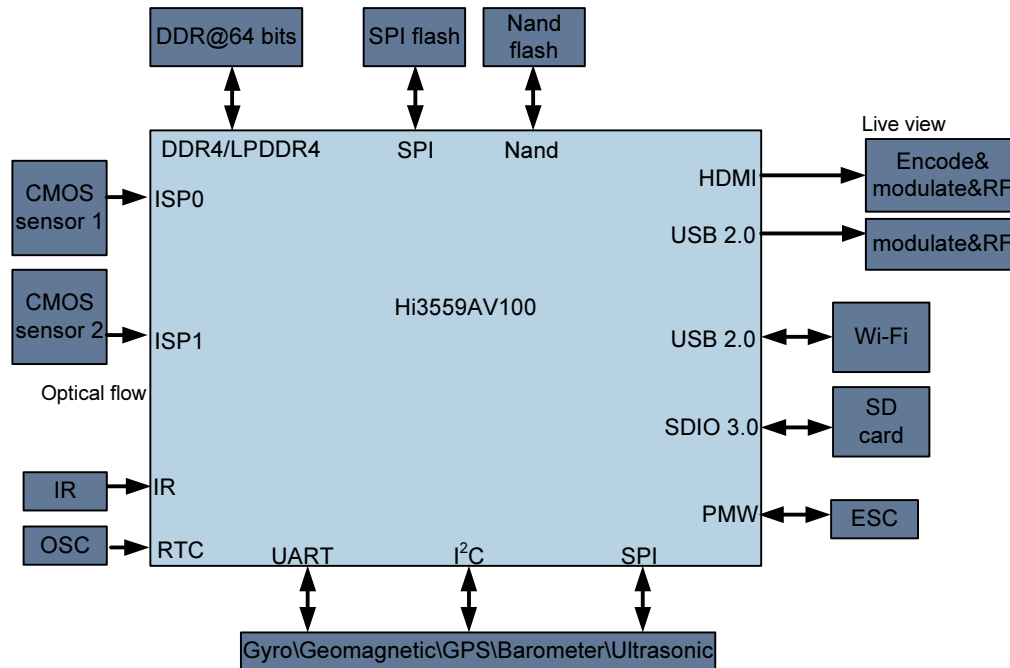 DDR@64 bits
SPI flash
Nand
flash
DDR4/LPDDR4
SPI
Nand
Live view
CMOS
sensor 1
ISP0
HDMI
Encode&
modulate&RF
USB 2.0
modulate&RF
CMOS
sensor 2
ISP1
Hi3559AV100
USB 2.0
Wi-Fi
Optical flow
SDIO 3.0
SD
card
IR
IR
PMW
ESC
OSC
RTC
UART
I²C
SPI
Gyro\Geomagnetic\GPS\Barometer\Ultrasonic